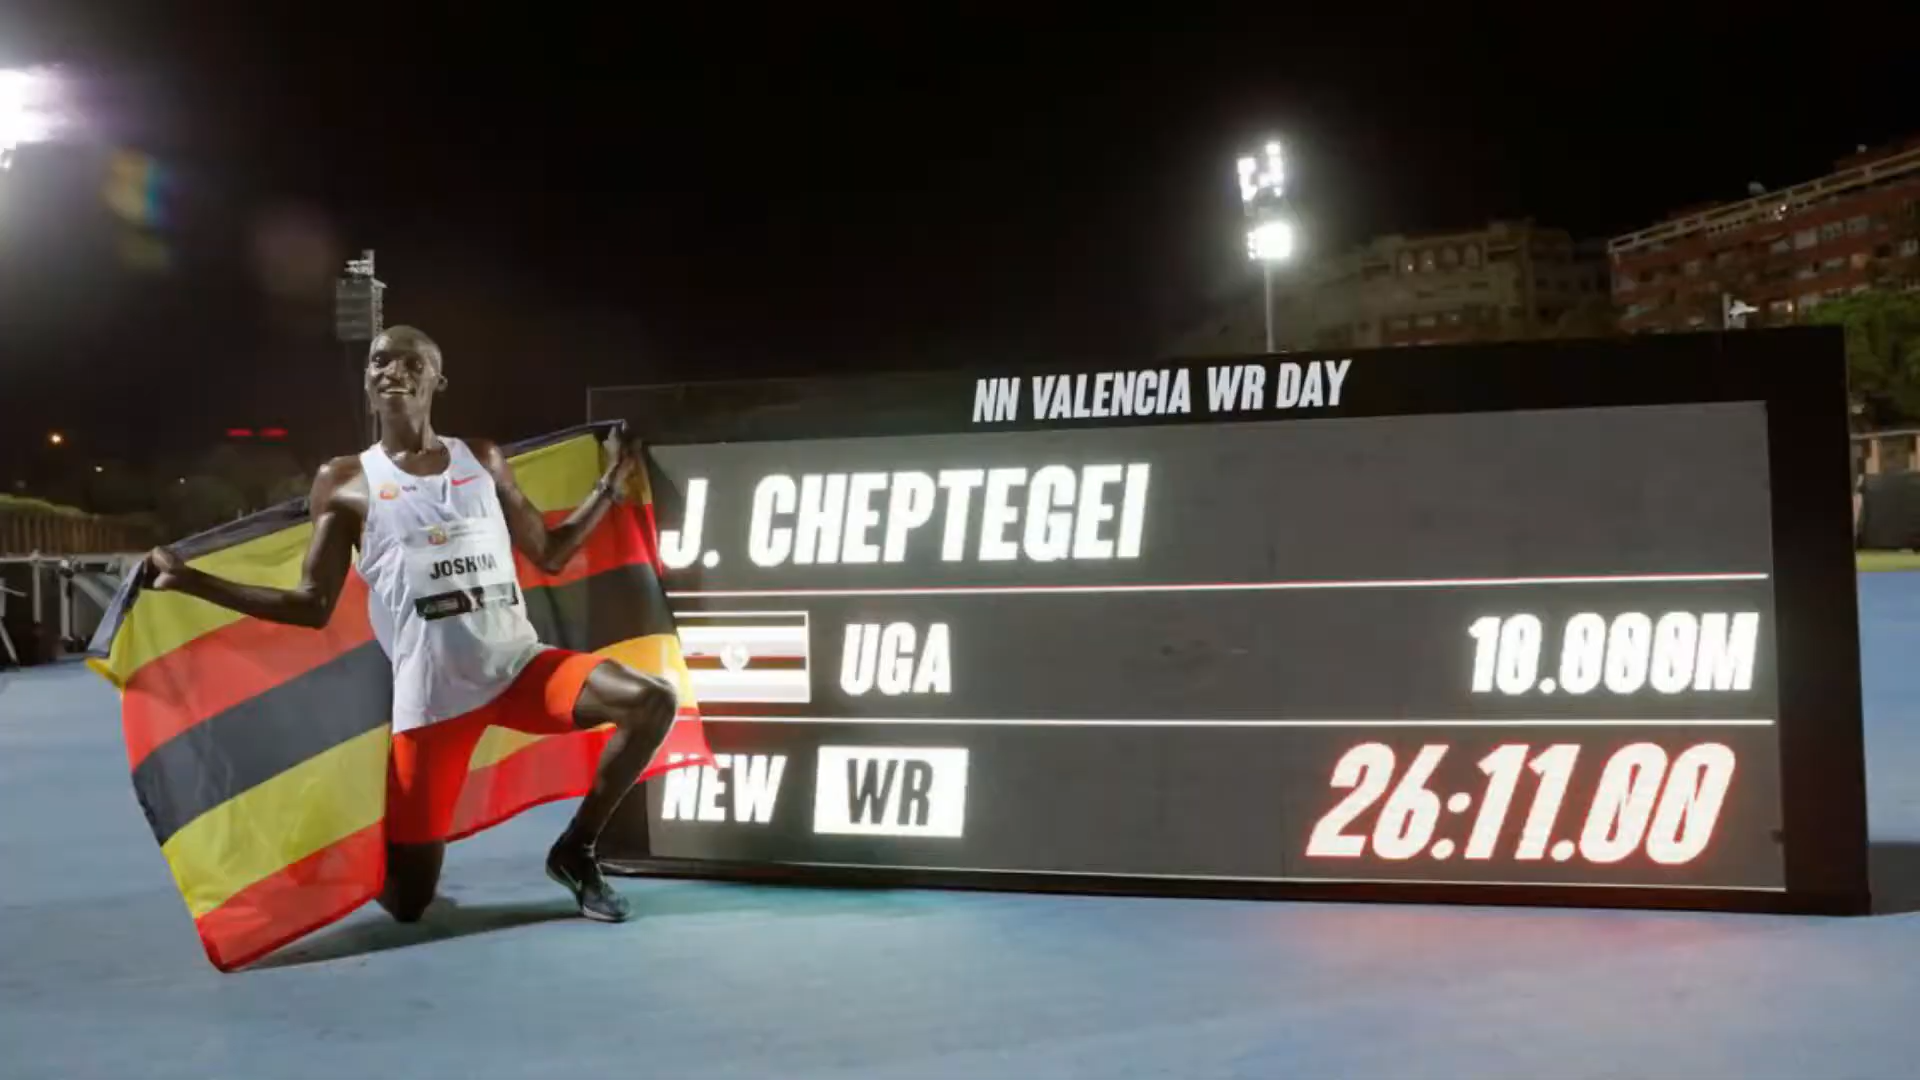 NN VALENCIA WR DAY
J. CHEPTEGEI
UGA 10.000M
NEW WR 26:11.00
JOSHUA